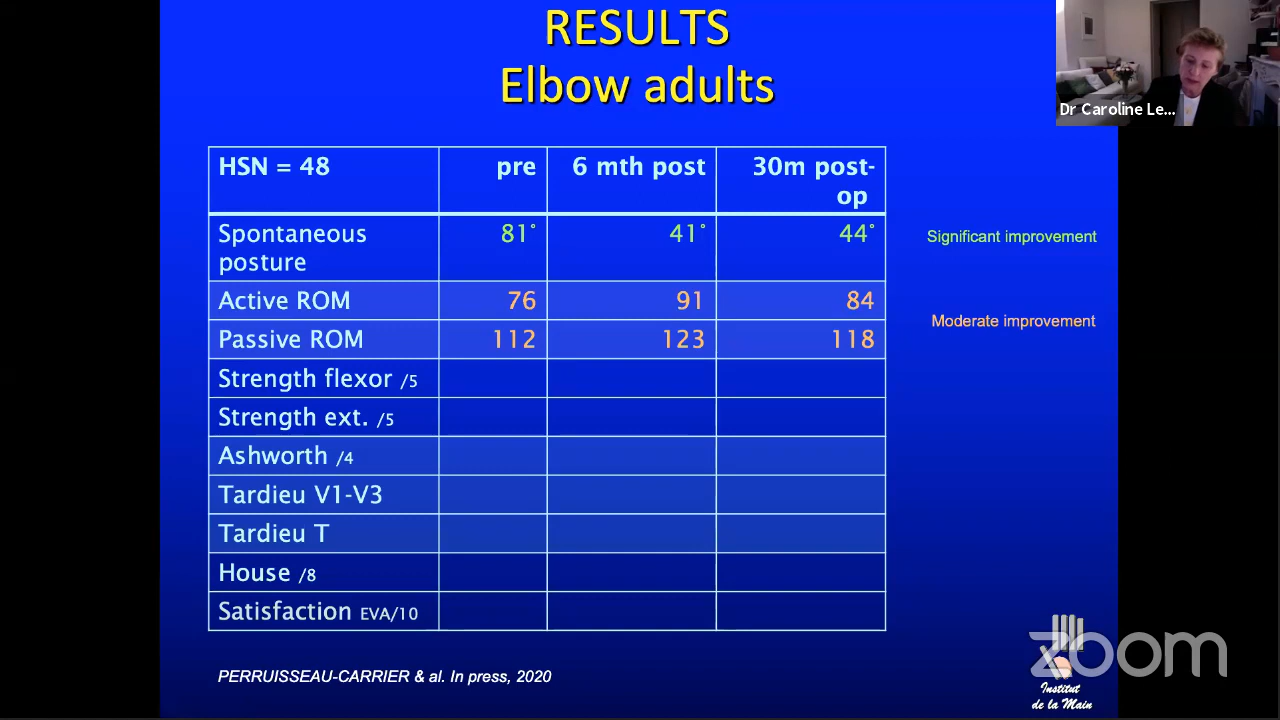 RESULTS
Elbow adults
Dr Caroline Le...
HSN = 48 pre 6 mth post 30m post-
op
Spontaneous 81° 41° 44°
posture
Significant improvement
Active ROM 76 91 84
Moderate improvement
Passive ROM 112 123 118
Strength flexor /5
Strength ext. /5
Ashworth /4
Tardieu V1-V3
Tardieu T
House /8
Satisfaction EVA/10
PERRUISSEAU-CARRIER & al. In press, 2020
zoom
Institut
de la Main